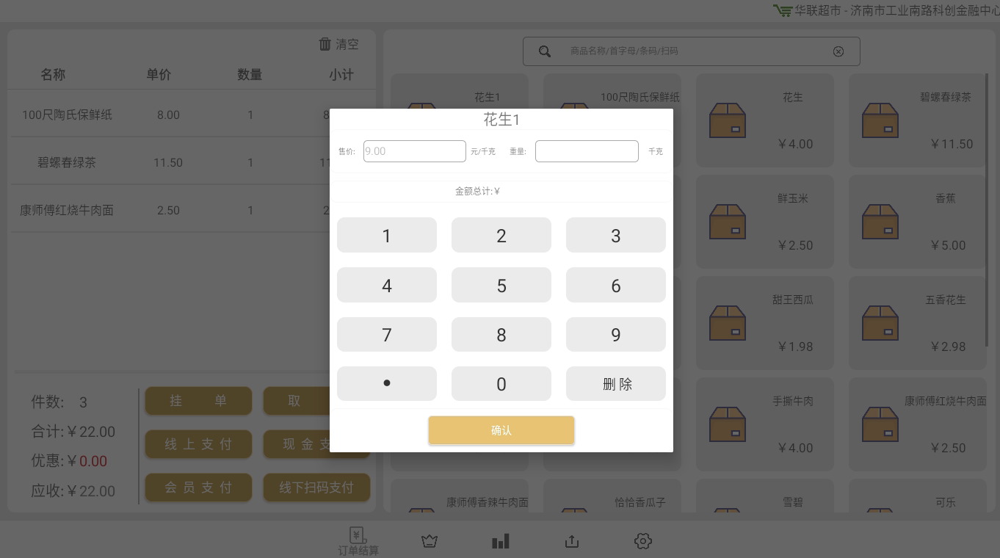 华联超市 - 济南市工业南路科创金融中心
清空
名称 单价 数量 小计
100尺陶氏保鲜纸 8.00 1 8
碧螺春绿茶 11.50 1 11
康师傅红烧牛肉面 2.50 1 2
件数: 3
合计:￥22.00
优惠:￥0.00
应收:￥22.00
挂 单
取
线 上 支 付
现 金 支
会 员 支 付
线下扫码支付
商品名称/首字母/条码/扫码
花生1
100尺陶氏保鲜纸
花生
￥4.00
碧螺春绿茶
￥11.50
鲜玉米
￥2.50
香蕉
￥5.00
甜王西瓜
￥1.98
五香花生
￥2.98
手撕牛肉
￥4.00
康师傅红烧牛肉面
￥2.50
康师傅香辣牛肉面
恰恰香瓜子
雪碧
可乐
花生1
售价: 9.00 元/千克 重量: 千克
金额总计:￥
1 2 3
4 5 6
7 8 9
• 0 删 除
确认
订单结算